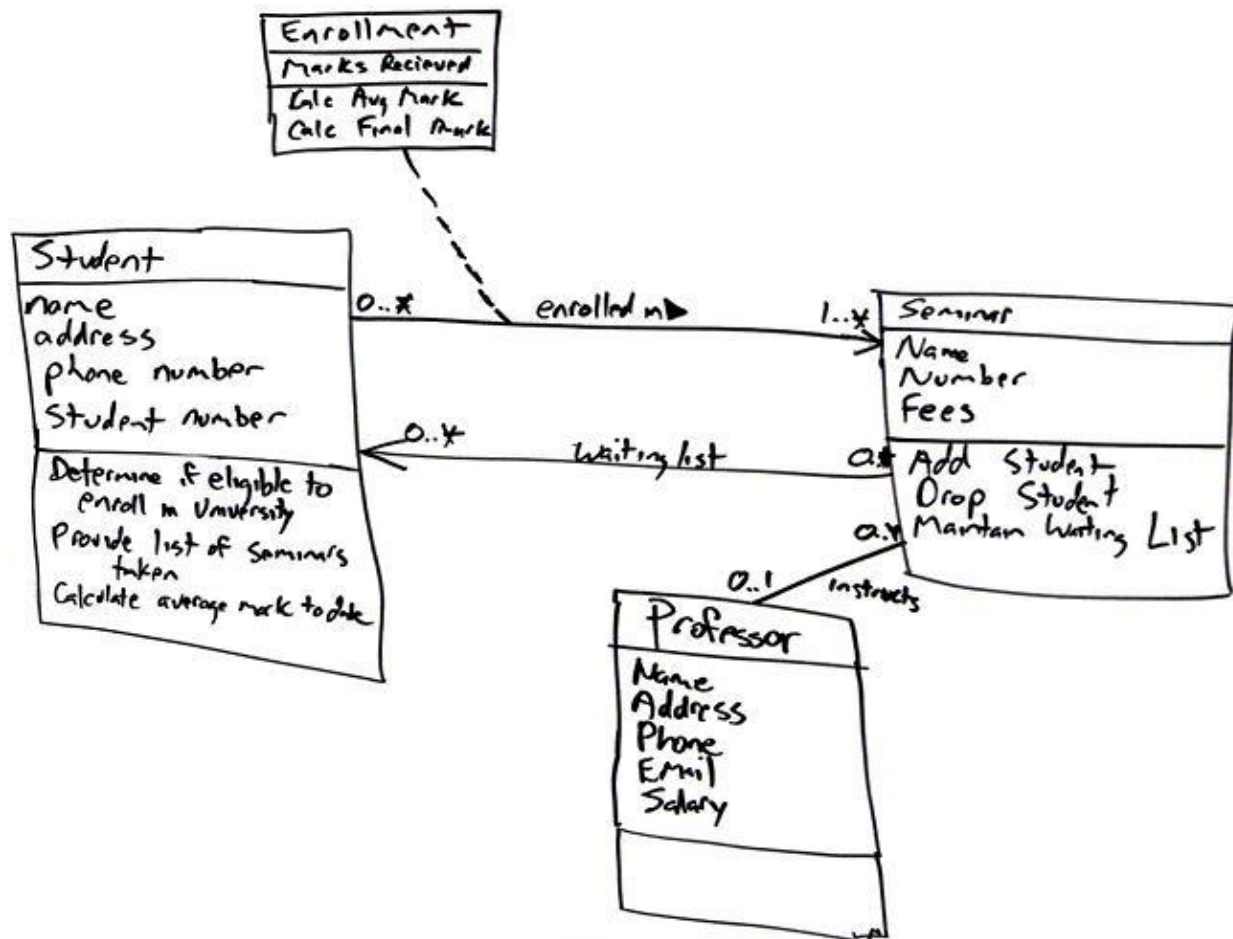 Enrollment
Marks Recieved
Calc Avg Mark
Calc Final Mark
Student
name
address
phone number
Student number
Determine if eligible to
enroll in University
Provide list of seminars
taken
Calculate average mark to date
0..*
enrolled in
1..*
0..*
Waiting list
0..*
Seminar
Name
Number
Fees
Add Student
Drop Student
Maintain Waiting List
0..*
0..1
instructs
Professor
Name
Address
Phone
Email
Salary